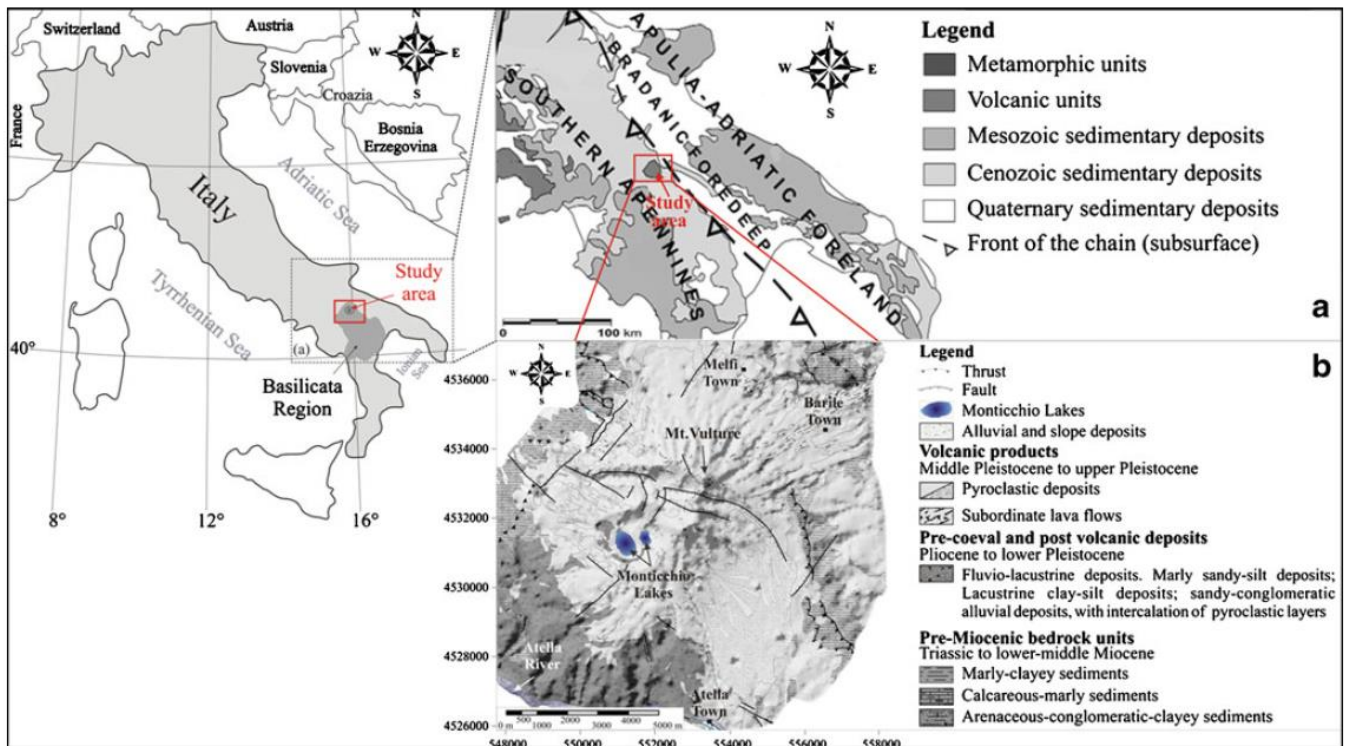 Switzerland
Austria
Slovenia
Croazia
Bosnia
Erzegovina
France
N
W
E
S
Italy
Adriatic Sea
Tyrrhenian Sea
Ionian
Sea
Study
area
(a)
Basilicata
Region
40°
8°
12°
16°
APULIA-ADRIATIC FORELAND
BRADANIC FOREDEEP
SOUTHERN APENNINES
Study
area
N
W
E
S
0
100 km
Legend
Metamorphic units
Volcanic units
Mesozoic sedimentary deposits
Cenozoic sedimentary deposits
Quaternary sedimentary deposits
Front of the chain (subsurface)
a
4536000
4534000
4532000
4530000
4528000
4526000
N
W
E
S
Melfi
Town
Barile
Town
Mt.Vulture
Monticchio
Lakes
Atella
River
Atella
Town
0 m
500
1000
2000
3000
4000
5000 m
548000
550000
552000
554000
556000
558000
b
Legend
Thrust
Fault
Monticchio Lakes
Alluvial and slope deposits
Volcanic products
Middle Pleistocene to upper Pleistocene
Pyroclastic deposits
Subordinate lava flows
Pre-coeval and post volcanic deposits
Pliocene to lower Pleistocene
Fluvio-lacustrine deposits. Marly sandy-silt deposits;
Lacustrine clay-silt deposits; sandy-conglomeratic
alluvial deposits, with intercalation of pyroclastic layers
Pre-Miocenic bedrock units
Triassic to lower-middle Miocene
Marly-clayey sediments
Calcareous-marly sediments
Arenaceous-conglomeratic-clayey sediments